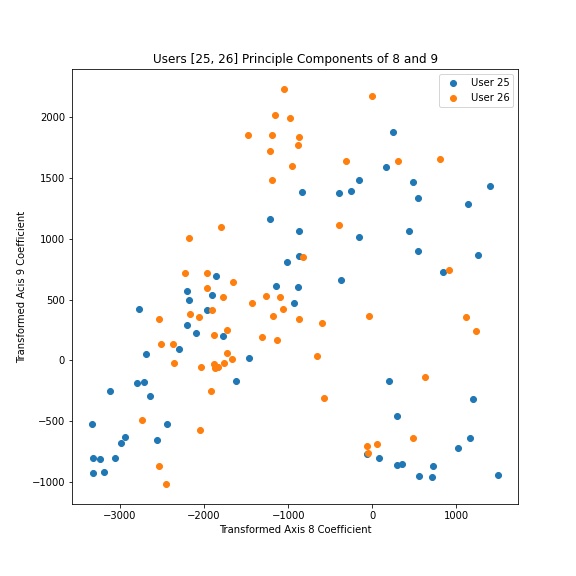 Users [25, 26] Principle Components of 8 and 9
User 25
User 26
Transformed Acis 9 Coefficient
2000
1500
1000
500
0
−500
−1000
−3000 −2000 −1000 0 1000
Transformed Axis 8 Coefficient